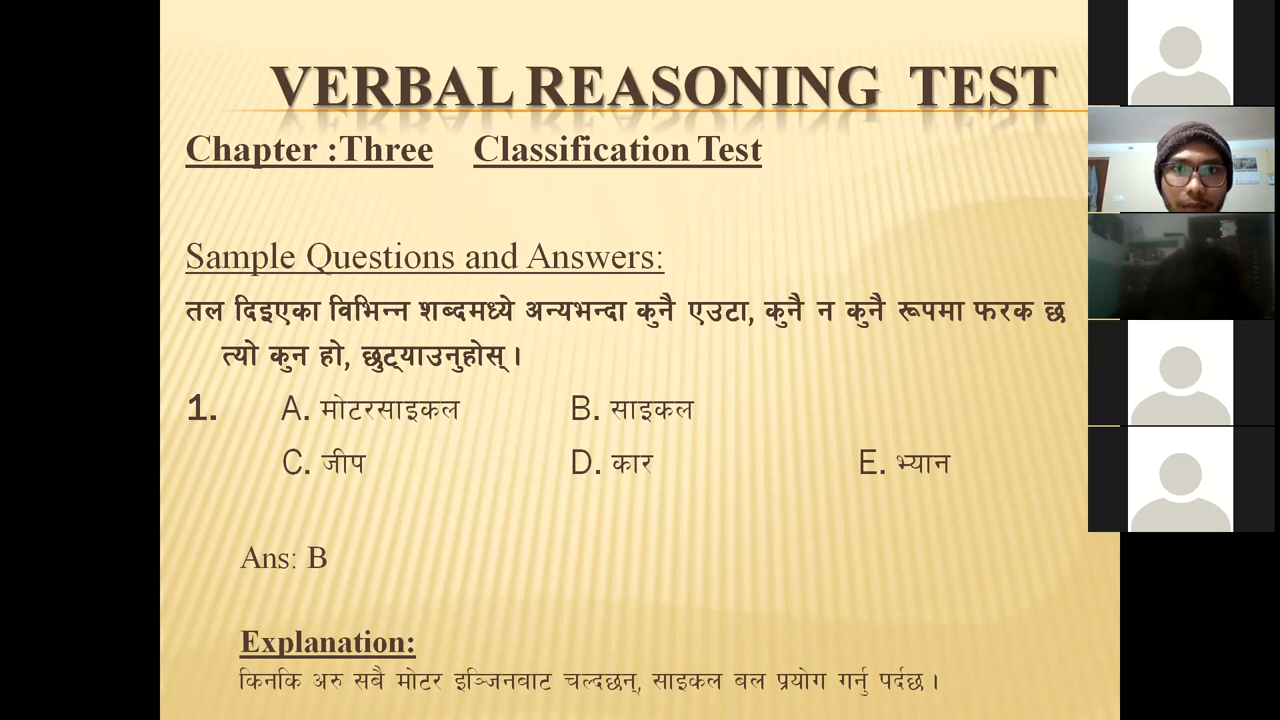 VERBAL REASONING TEST
Chapter :Three Classification Test
Sample Questions and Answers:
तल दिइएका विभिन्न शब्दमध्ये अन्यभन्दा कुनै एउटा, कुनै न कुनै रूपमा फरक छ
त्यो कुन हो, छुट्याउनुहोस् ।
1. A. मोटरसाइकल B. साइकल
C. जीप D. कार E. भ्यान
Ans: B
Explanation:
किनकि अरु सबै मोटर इञ्जिनबाट चल्दछन्, साइकल बल प्रयोग गर्नु पर्दछ ।